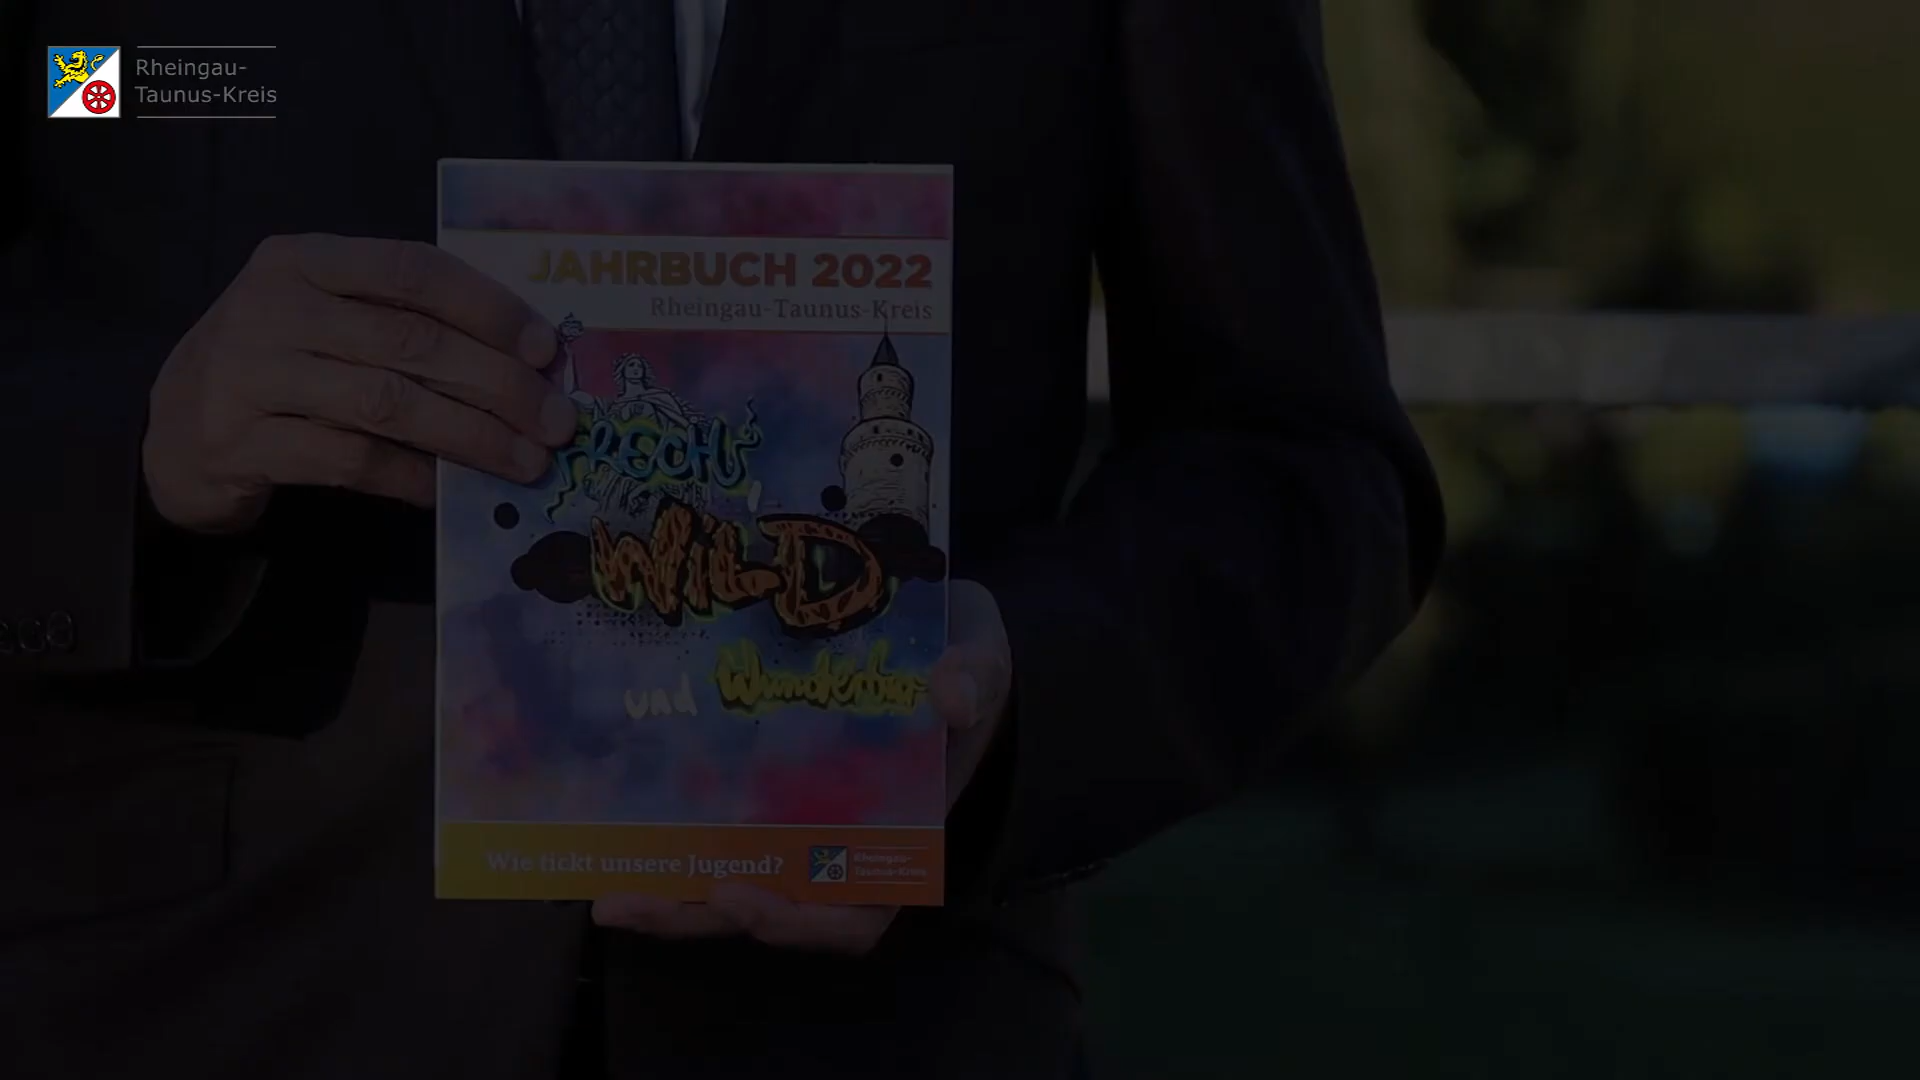 Rheingau-
Taunus-Kreis
JAHRBUCH 2022
Rheingau-Taunus-Kreis
FRECH
WILD
und Wunderbar
Wie tickt unsere Jugend?
Rheingau-
Taunus-Kreis